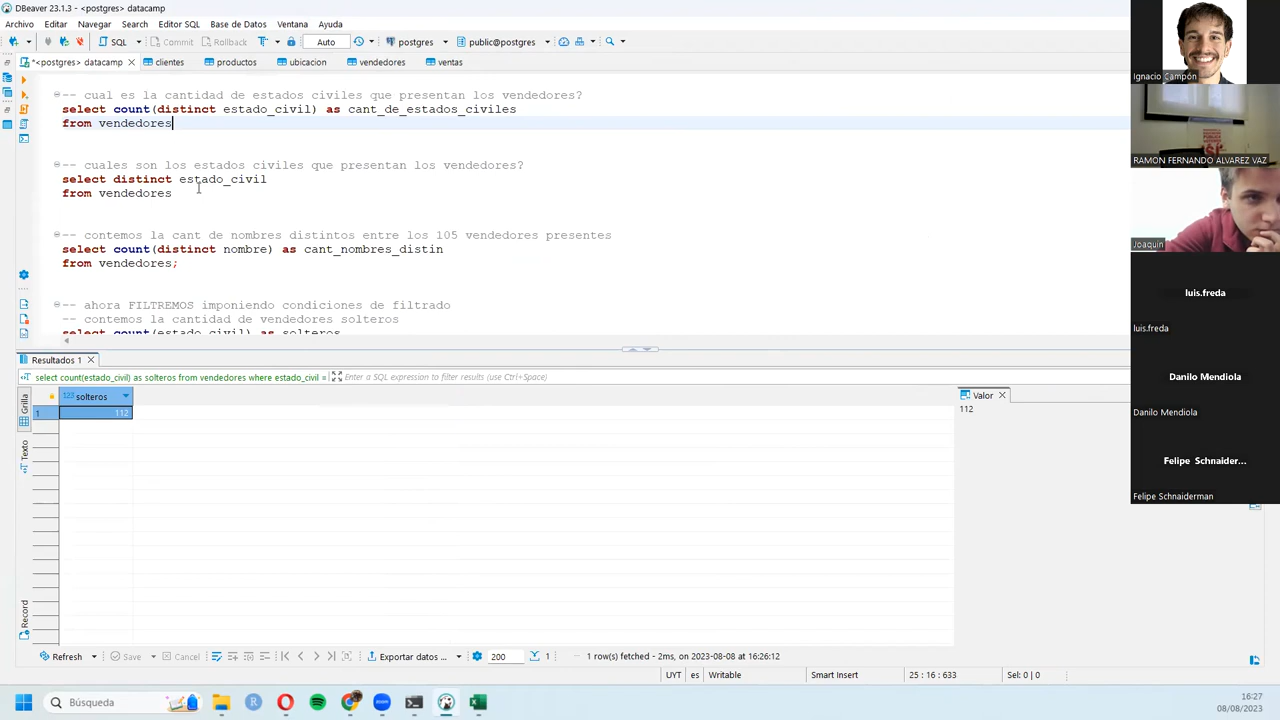 DBeaver 23.1.3 - <postgres> datacamp
Archivo Editar Navegar Search Editor SQL Base de Datos Ventana Ayuda
SQL Commit Rollback Auto postgres public@postgres
*<postgres> datacamp clientes productos ubicacion vendedores ventas
-- cual es la cantidad de estados civiles que presentan los vendedores?
select count(distinct estado_civil) as cant_de_estados_civiles
from vendedores
-- cuales son los estados civiles que presentan los vendedores?
select distinct estado_civil
from vendedores
-- contemos la cant de nombres distintos entre los 105 vendedores presentes
select count(distinct nombre) as cant_nombres_distin
from vendedores;
-- ahora FILTREMOS imponiendo condiciones de filtrado
-- contemos la cantidad de vendedores solteros
select count(estado_civil) as solteros
Resultados 1
select count(estado_civil) as solteros from vendedores where estado_civil = Enter a SQL expression to filter results (use Ctrl+Space)
Grilla
Texto
Record
123 solteros
1 112
Valor
112
Refresh Save Cancel Exportar datos ... 200 1 1 row(s) fetched - 2ms, on 2023-08-08 at 16:26:12
UYT es Writable Smart Insert 25 : 16 : 633 Sel: 0 | 0
Búsqueda
16:27
08/08/2023
Ignacio Campón
RAMON FERNANDO ALVAREZ VAZ
Joaquin
luis.freda
luis.freda
Danilo Mendiola
Danilo Mendiola
Felipe Schnaider...
Felipe Schnaiderman